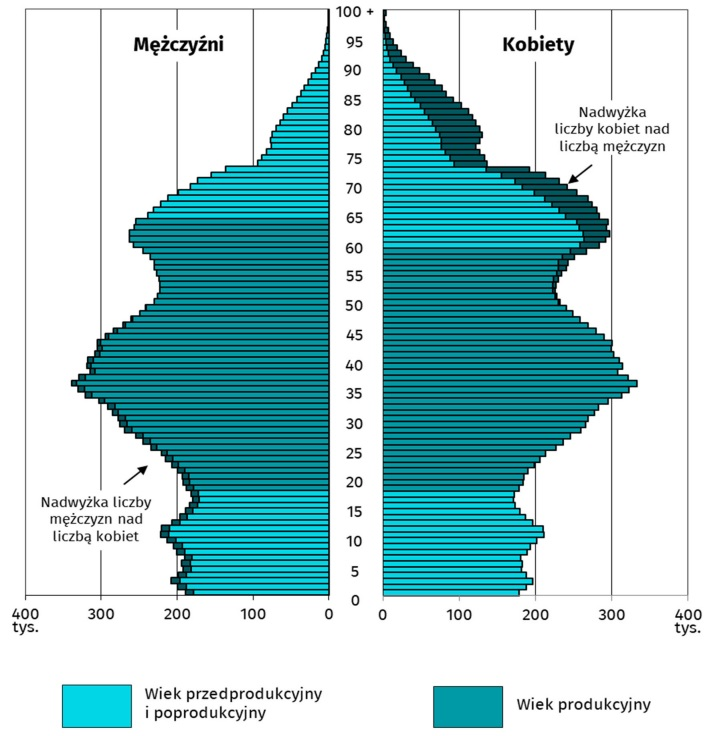 Mężczyźni
Kobiety
100 +
95
90
85
80
75
70
65
60
55
50
45
40
35
30
25
20
15
10
5
0
Nadwyżka
liczby kobiet nad
liczbą mężczyzn
Nadwyżka liczby
mężczyzn nad
liczbą kobiet
400 300 200 100 0
tys.
0 100 200 300 400
tys.
Wiek przedprodukcyjny
i poprodukcyjny
Wiek produkcyjny